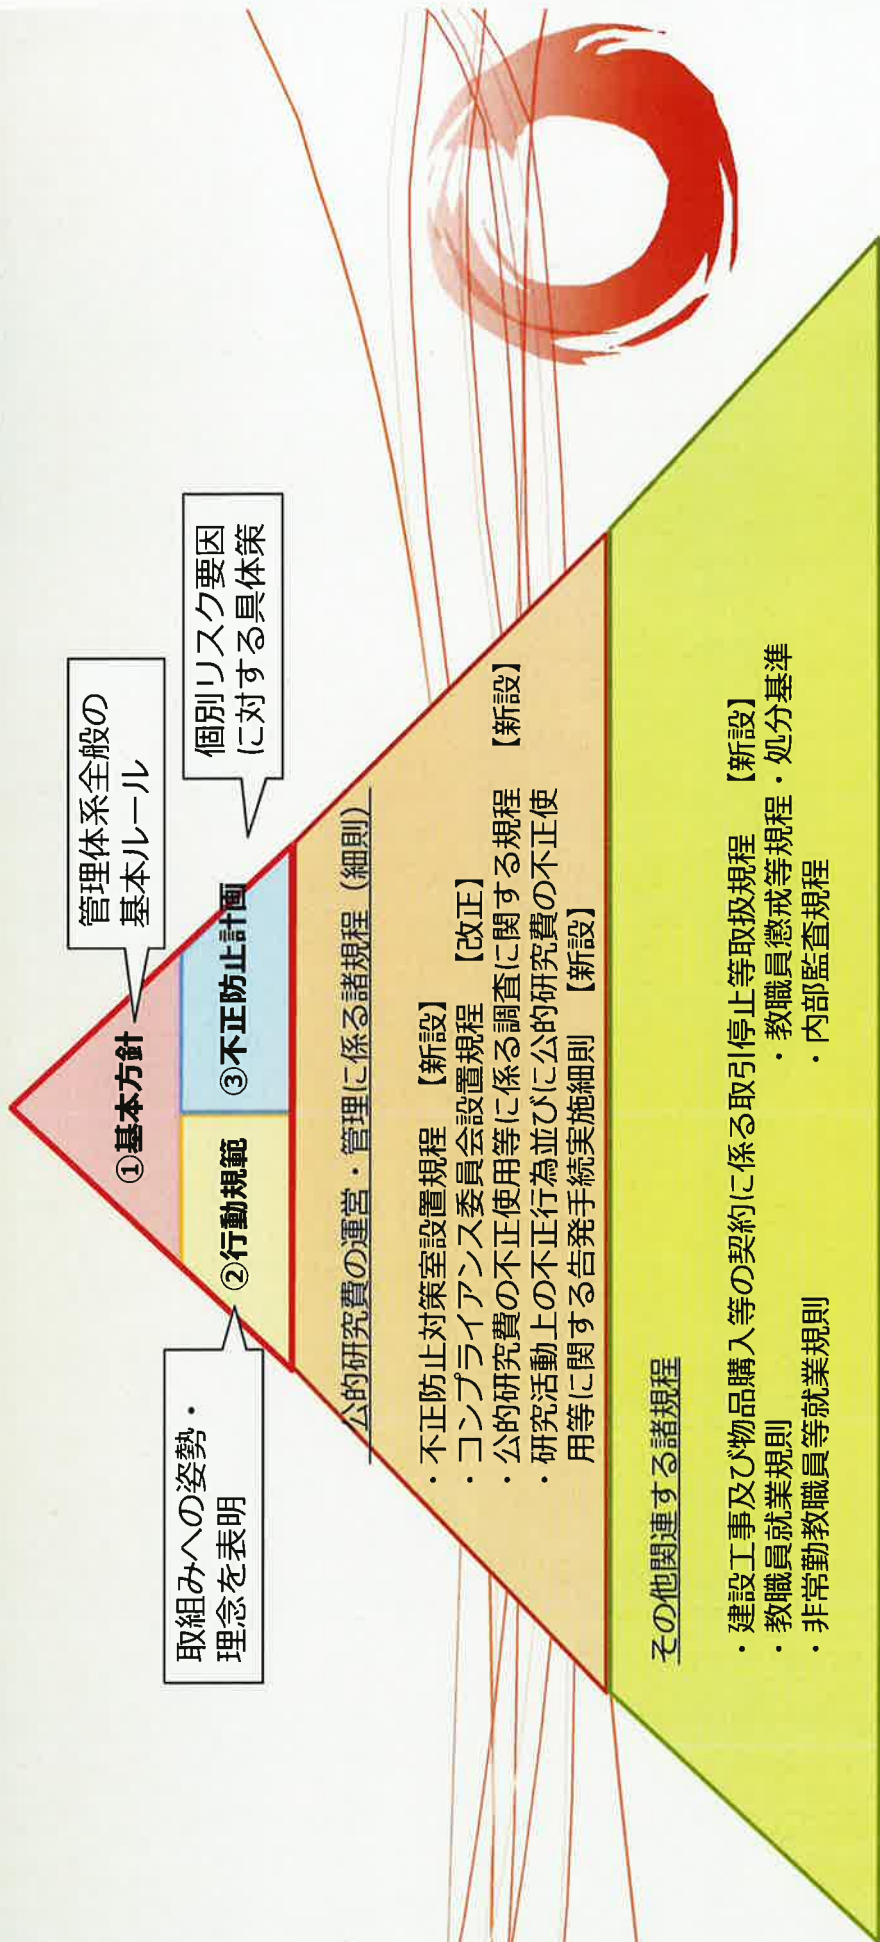 管理体系全般の
基本ルール
①基本方針
個別リスク要因
に対する具体策
取組みへの姿勢・
理念を表明
②行動規範
③不正防止計画
公的研究費の運営・管理に係る諸規程（細則）
・不正防止対策室設置規程 【新設】
・コンプライアンス委員会設置規程 【改正】
・公的研究費の不正使用等に係る調査に関する規程 【新設】
・研究活動上の不正行為並びに公的研究費の不正使
用等に関する告発手続実施細則 【新設】
その他関連する諸規程
・建設工事及び物品購入等の契約に係る取引停止等取扱規程 【新設】
・教職員就業規則 ・教職員懲戒等規程・処分基準
・非常勤教職員等就業規則 ・内部監査規程